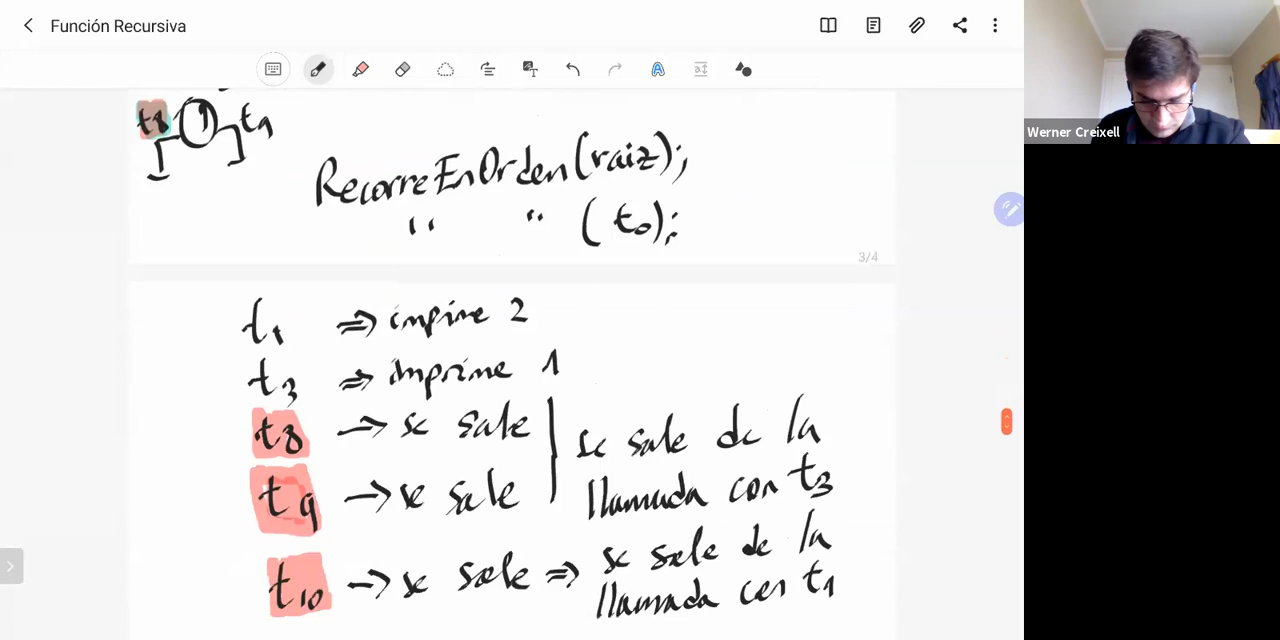 Función Recursiva
Werner Creixell
t8 1 t9
RecorreEnOrden(raiz);
" " (t0);
3/4
t1 => imprime 2
t3 => imprime 1
t8 -> se sale
t9 -> se sale
se sale de la
llamada con t3
t10 -> se sale => se sale de la
llamada con t1